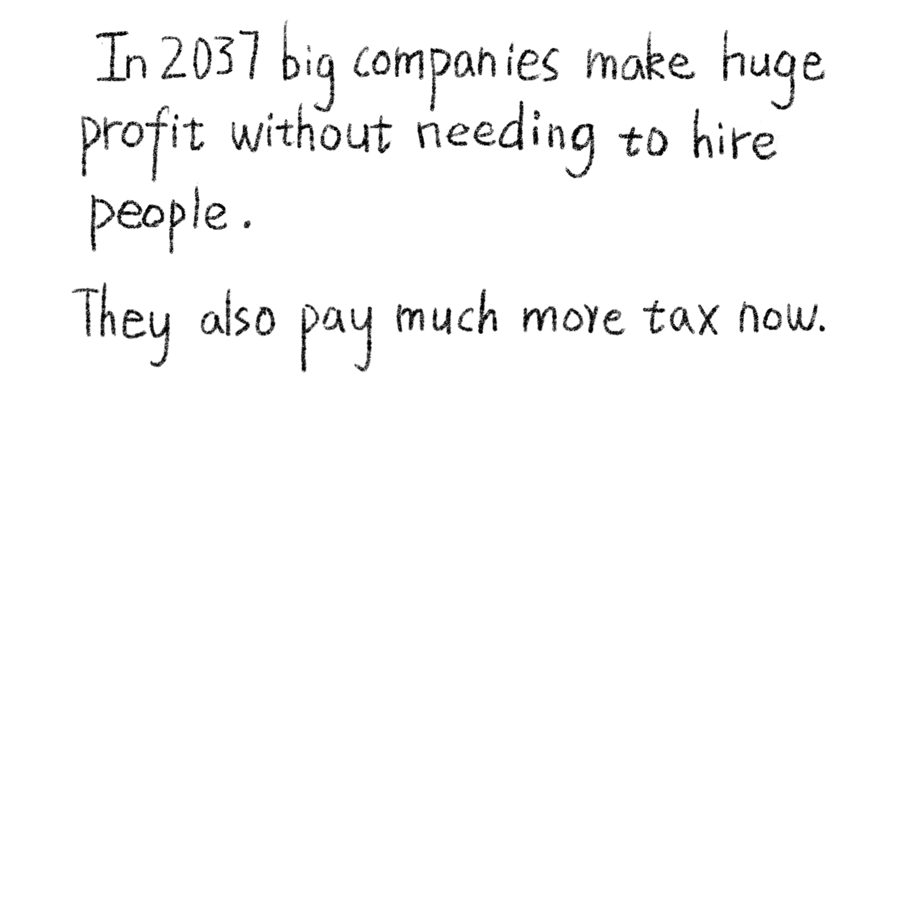 In 2037 big companies make huge
profit without needing to hire
people.
They also pay much more tax now.